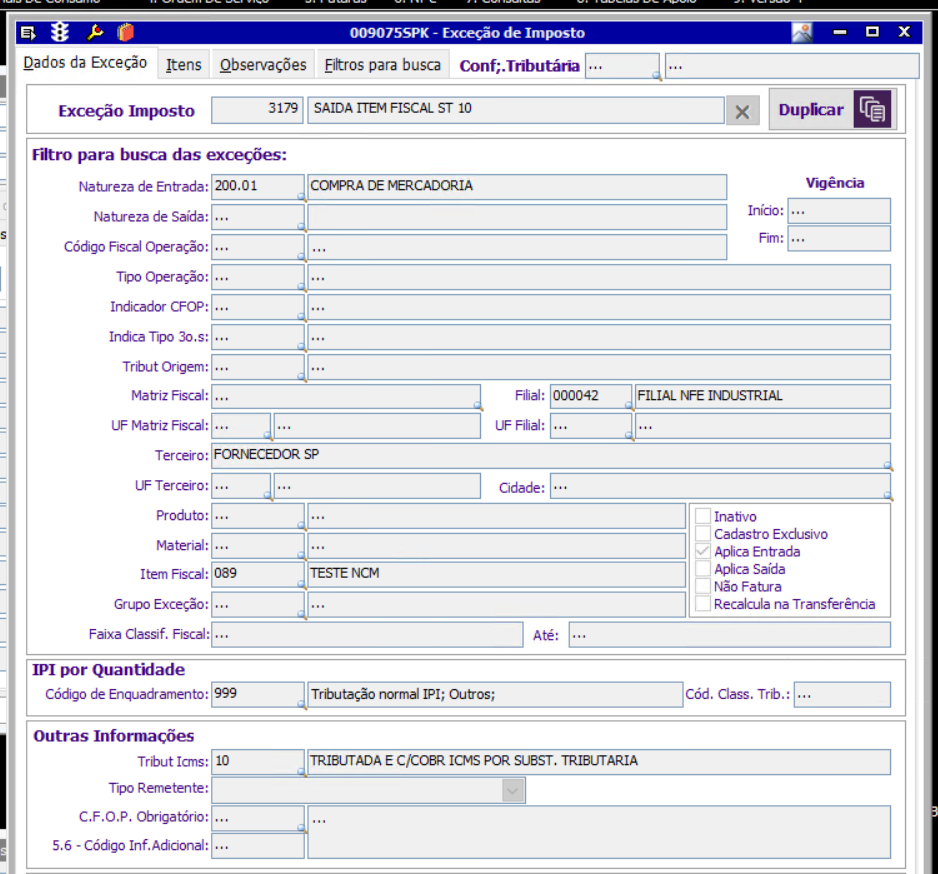 009075SPK - Exceção de Imposto
Dados da Exceção Itens Observações Filtros para busca Conf;.Tributária ... ...
Exceção Imposto 3179 SAIDA ITEM FISCAL ST 10 Duplicar
Filtro para busca das exceções:
Natureza de Entrada: 200.01 COMPRA DE MERCADORIA Vigência
Natureza de Saída: ... Início: ...
Código Fiscal Operação: ... ... Fim: ...
Tipo Operação: ... ...
Indicador CFOP: ... ...
Indica Tipo 3o.s: ... ...
Tribut Origem: ... ...
Matriz Fiscal: ... Filial: 000042 FILIAL NFE INDUSTRIAL
UF Matriz Fiscal: ... ... UF Filial: ... ...
Terceiro: FORNECEDOR SP
UF Terceiro: ... ... Cidade: ...
Produto: ... ... Inativo
Cadastro Exclusivo
Material: ... ... Aplica Entrada
Item Fiscal: 089 TESTE NCM Aplica Saída
Não Fatura
Grupo Exceção: ... ... Recalcula na Transferência
Faixa Classif. Fiscal: ... Até: ...
IPI por Quantidade
Código de Enquadramento: 999 Tributação normal IPI; Outros; Cód. Class. Trib.: ...
Outras Informações
Tribut Icms: 10 TRIBUTADA E C/COBR ICMS POR SUBST. TRIBUTARIA
Tipo Remetente:
C.F.O.P. Obrigatório: ... ...
5.6 - Código Inf.Adicional: ...